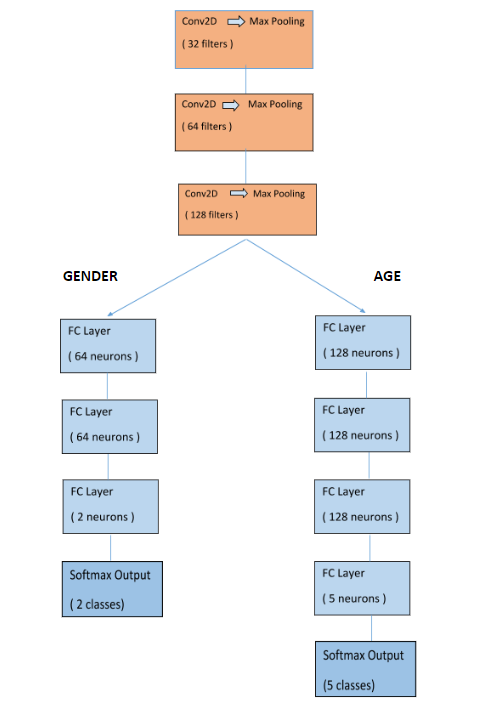 Conv2D Max Pooling
( 32 filters )
Conv2D Max Pooling
( 64 filters )
Conv2D Max Pooling
( 128 filters )
GENDER
AGE
FC Layer
( 64 neurons )
FC Layer
( 64 neurons )
FC Layer
( 2 neurons )
Softmax Output
( 2 classes)
FC Layer
( 128 neurons )
FC Layer
( 128 neurons )
FC Layer
( 128 neurons )
FC Layer
( 5 neurons )
Softmax Output
(5 classes)